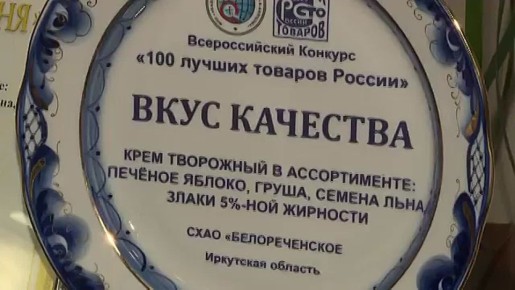 Всероссийский Конкурс
«100 лучших товаров России»
ВКУС КАЧЕСТВА
КРЕМ ТВОРОЖНЫЙ В АССОРТИМЕНТЕ:
ПЕЧЁНОЕ ЯБЛОКО, ГРУША, СЕМЕНА ЛЬНА,
ЗЛАКИ 5%-НОЙ ЖИРНОСТИ
СХАО «БЕЛОРЕЧЕНСКОЕ
Иркутская область